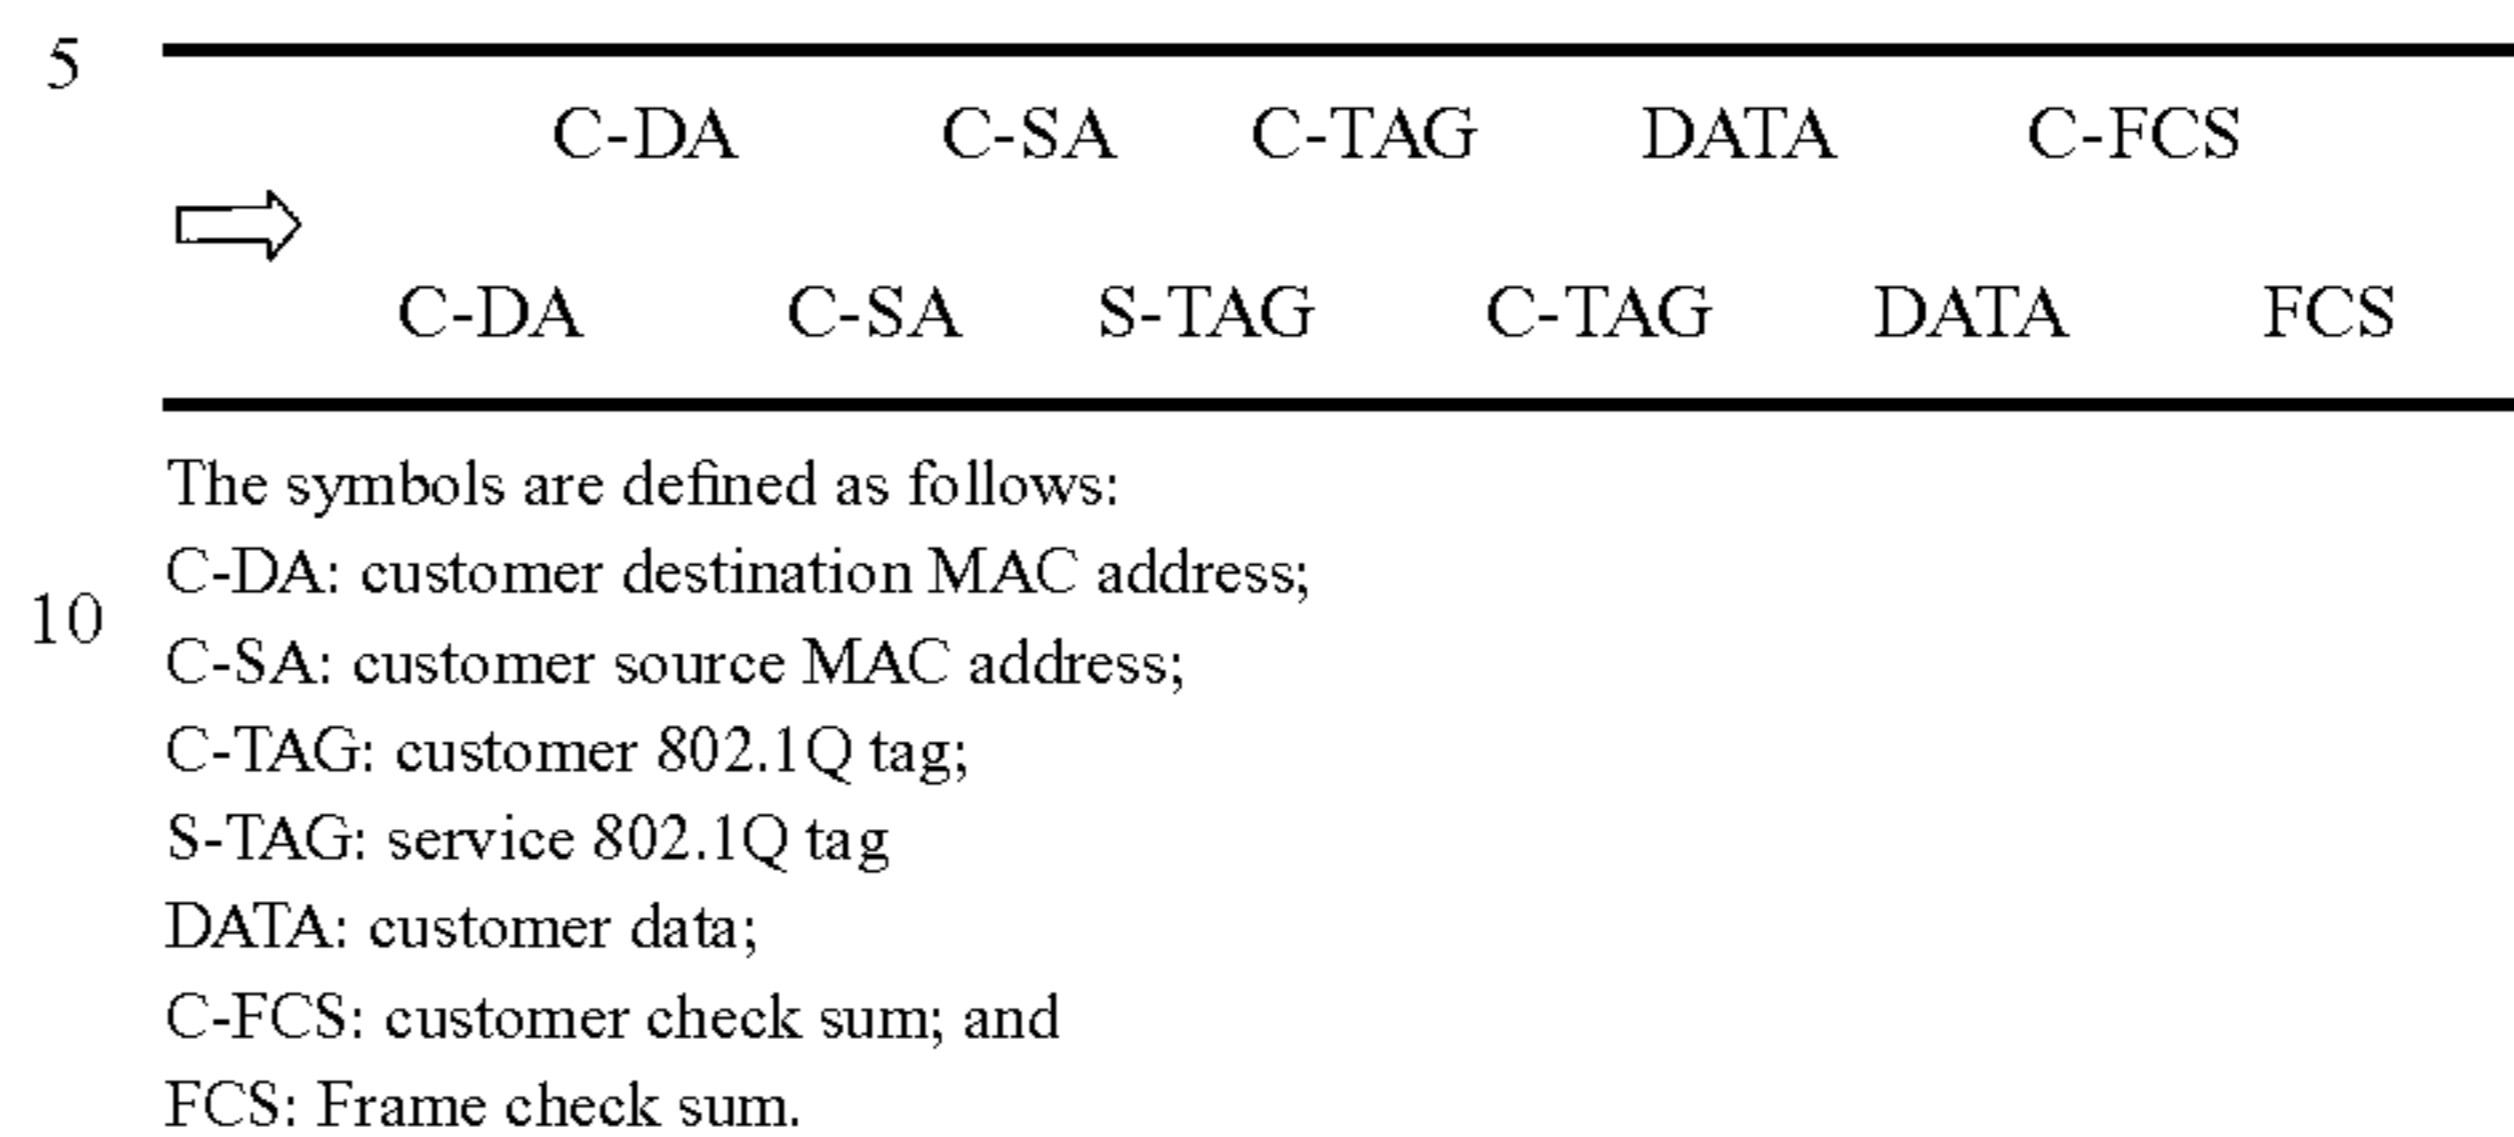 5
C-DA C-SA C-TAG DATA C-FCS
C-DA C-SA S-TAG C-TAG DATA FCS
The symbols are defined as follows:
C-DA: customer destination MAC address;
10
C-SA: customer source MAC address;
C-TAG: customer 802.1Q tag;
S-TAG: service 802.1Q tag
DATA: customer data;
C-FCS: customer check sum; and
FCS: Frame check sum.